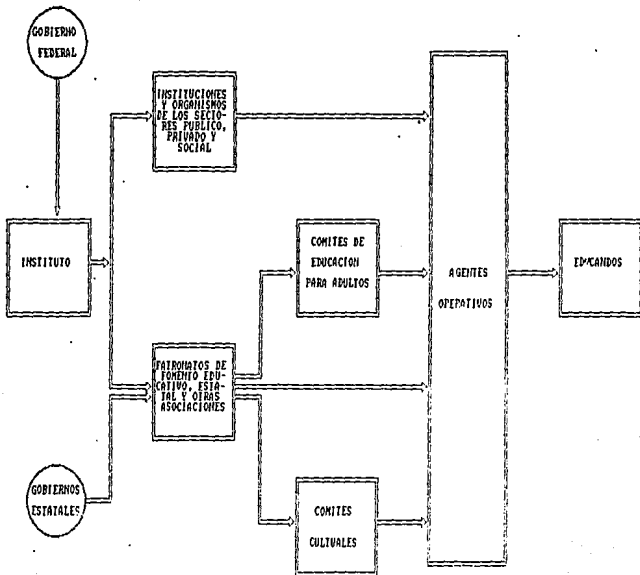 GOBIERNO
FEDERAL
INSTITUCIONES
Y ORGANISMOS
DE LOS SECTO-
RES PUBLICO,
PRIVADO Y
SOCIAL
INSTITUTO
COMITES DE
EDUCACION
PARA ADULTOS
AGENTES
OPERATIVOS
EDUCANDOS
PATRONATOS DE
FOMENTO EDU-
CATIVO, ESTA-
TAL Y OTRAS
ASOCIACIONES
GOBIERNOS
ESTATALES
COMITES
CULTUALES